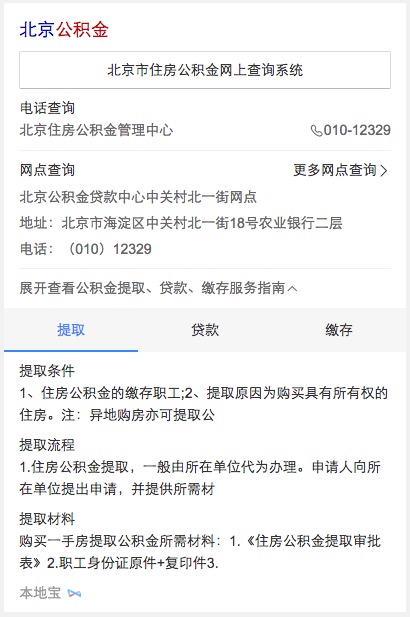 北京公积金
北京市住房公积金网上查询系统
电话查询
北京住房公积金管理中心 010-12329
网点查询 更多网点查询
北京公积金贷款中心中关村北一街网点
地址：北京市海淀区中关村北一街18号农业银行二层
电话：（010）12329
展开查看公积金提取、贷款、缴存服务指南
提取 贷款 缴存
提取条件
1、住房公积金的缴存职工;2、提取原因为购买具有所有权的
住房。注：异地购房亦可提取公
提取流程
1.住房公积金提取，一般由所在单位代为办理。申请人向所
在单位提出申请，并提供所需材
提取材料
购买一手房提取公积金所需材料：1.《住房公积金提取审批
表》2.职工身份证原件+复印件3.
本地宝